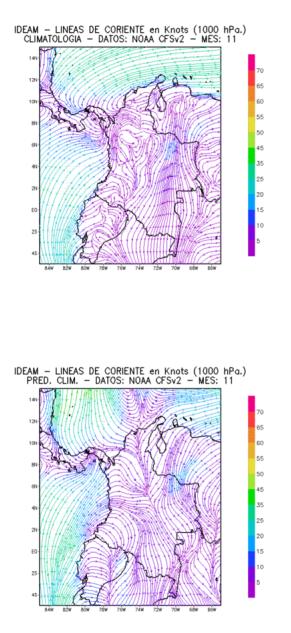 IDEAM – LINEAS DE CORIENTE en Knots (1000 hPa.)
CLIMATOLOGIA – DATOS: NOAA CFSv2 – MES: 11
14N
12N
10N
8N
6N
4N
2N
EQ
2S
4S
84W 82W 80W 78W 76W 74W 72W 70W 68W 66W
70
65
60
55
50
45
40
35
25
20
15
10
5
IDEAM – LINEAS DE CORIENTE en Knots (1000 hPa.)
PRED. CLIM. – DATOS: NOAA CFSv2 – MES: 11
14N
12N
10N
8N
6N
4N
2N
EQ
2S
4S
84W 82W 80W 78W 76W 74W 72W 70W 68W 66W
70
65
60
55
50
45
40
35
25
20
15
10
5